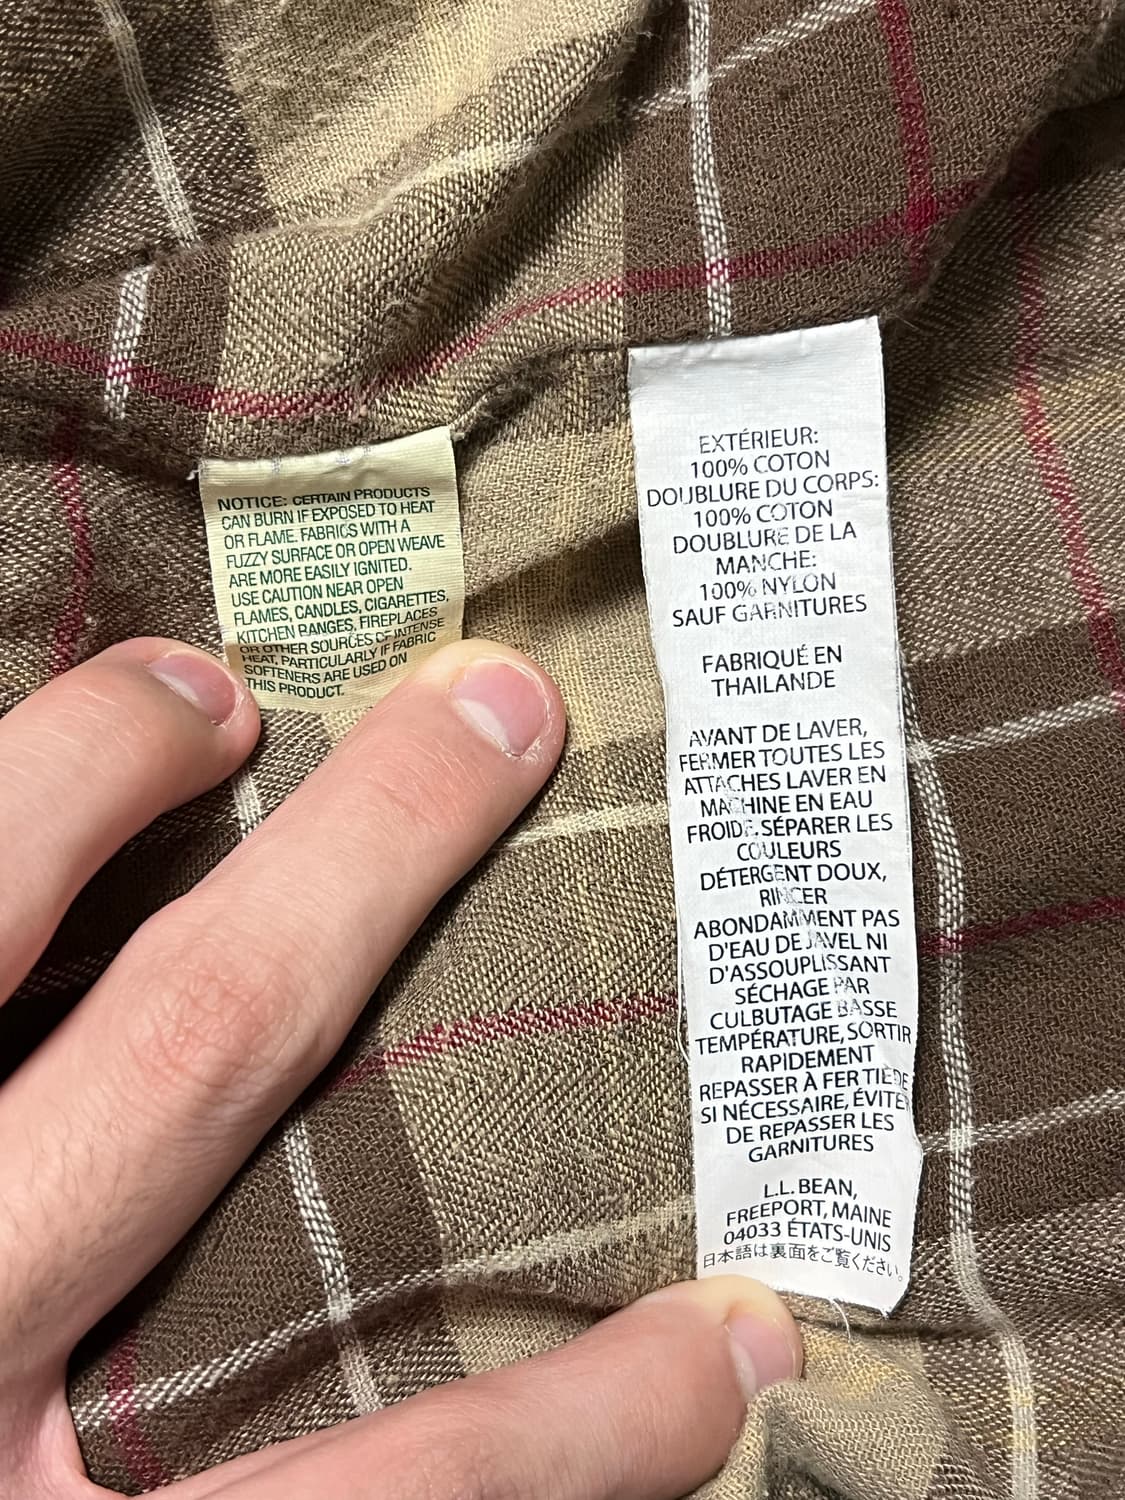 NOTICE: CERTAIN PRODUCTS
CAN BURN IF EXPOSED TO HEAT
OR FLAME. FABRICS WITH A
FUZZY SURFACE OR OPEN WEAVE
ARE MORE EASILY IGNITED.
USE CAUTION NEAR OPEN
FLAMES, CANDLES, CIGARETTES,
KITCHEN RANGES, FIREPLACES
OR OTHER SOURCES OF INTENSE
HEAT, PARTICULARLY IF FABRIC
SOFTENERS ARE USED ON
THIS PRODUCT.
EXTÉRIEUR:
100% COTON
DOUBLURE DU CORPS:
100% COTON
DOUBLURE DE LA
MANCHE:
100% NYLON
SAUF GARNITURES
FABRIQUÉ EN
THAILANDE
AVANT DE LAVER,
FERMER TOUTES LES
ATTACHES LAVER EN
MACHINE EN EAU
FROIDE. SÉPARER LES
COULEURS
DÉTERGENT DOUX,
RINCER
ABONDAMMENT PAS
D'EAU DE JAVEL NI
D'ASSOUPLISSANT
SÉCHAGE PAR
CULBUTAGE BASSE
TEMPÉRATURE, SORTIR
RAPIDEMENT
REPASSER À FER TIÈDE
SI NÉCESSAIRE, ÉVITER
DE REPASSER LES
GARNITURES
L.L. BEAN,
FREEPORT, MAINE
04033 ÉTATS-UNIS
日本語は裏面をご覧ください。